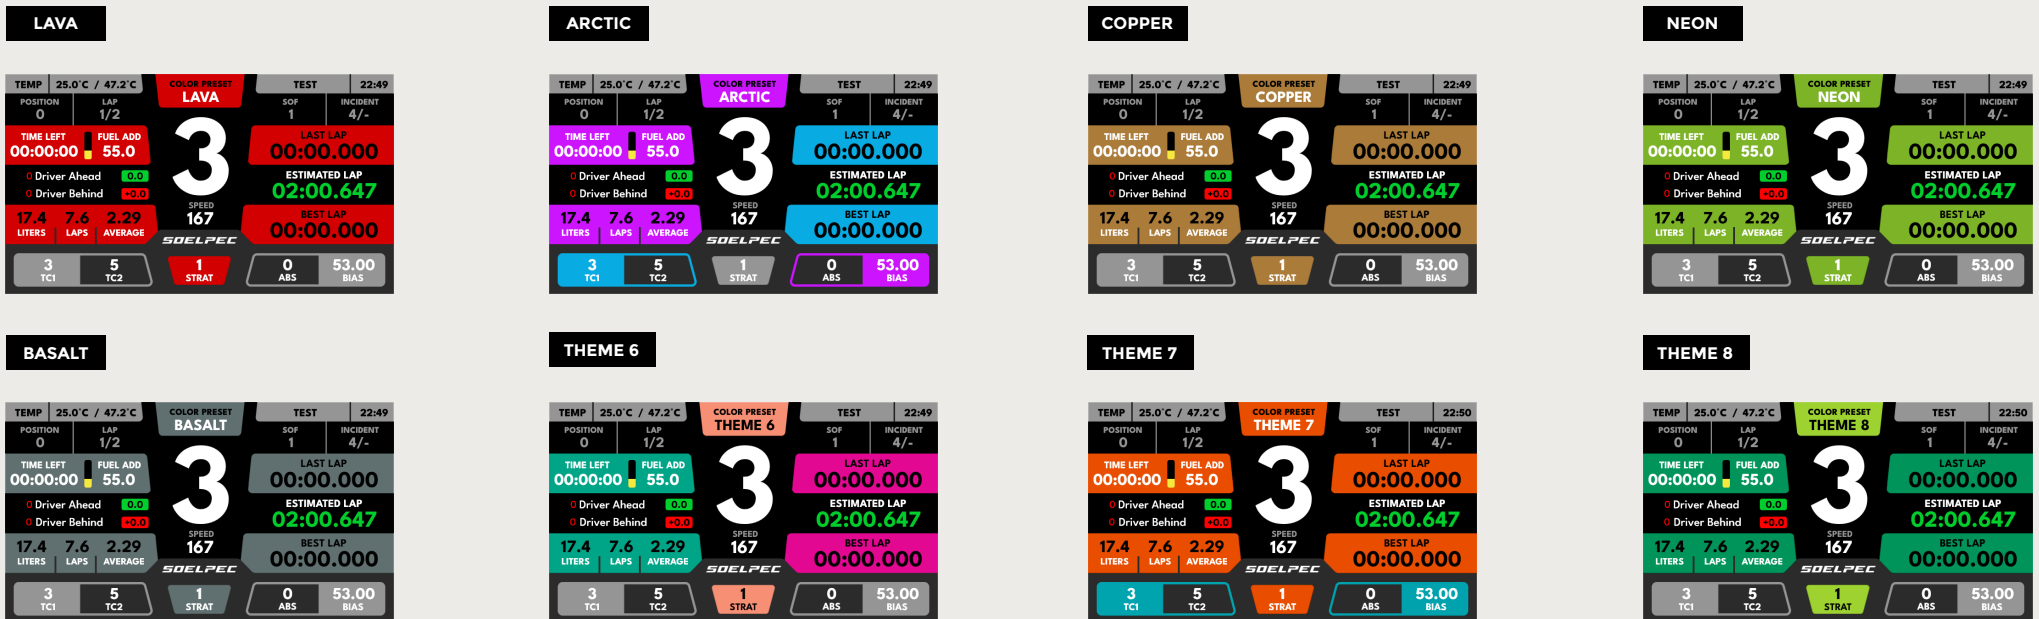 LAVA
ARCTIC
COPPER
NEON
TEMP 25.0°C / 47.2°C COLOR PRESET TEST 22:49
LAVA
POSITION LAP SOF INCIDENT
0 1/2 1 4/-
TIME LEFT FUEL ADD LAST LAP
00:00:00 55.0 3 00:00.000
0 Driver Ahead 0.0 ESTIMATED LAP
0 Driver Behind +0.0 02:00.647
17.4 7.6 2.29 SPEED BEST LAP
LITERS LAPS AVERAGE 167 00:00.000
SOELPEC
3 5 1 0 53.00
TC1 TC2 STRAT ABS BIAS
TEMP 25.0°C / 47.2°C COLOR PRESET TEST 22:49
ARCTIC
POSITION LAP SOF INCIDENT
0 1/2 1 4/-
TIME LEFT FUEL ADD LAST LAP
00:00:00 55.0 3 00:00.000
0 Driver Ahead 0.0 ESTIMATED LAP
0 Driver Behind +0.0 02:00.647
17.4 7.6 2.29 SPEED BEST LAP
LITERS LAPS AVERAGE 167 00:00.000
SOELPEC
3 5 1 0 53.00
TC1 TC2 STRAT ABS BIAS
TEMP 25.0°C / 47.2°C COLOR PRESET TEST 22:49
COPPER
POSITION LAP SOF INCIDENT
0 1/2 1 4/-
TIME LEFT FUEL ADD LAST LAP
00:00:00 55.0 3 00:00.000
0 Driver Ahead 0.0 ESTIMATED LAP
0 Driver Behind +0.0 02:00.647
17.4 7.6 2.29 SPEED BEST LAP
LITERS LAPS AVERAGE 167 00:00.000
SOELPEC
3 5 1 0 53.00
TC1 TC2 STRAT ABS BIAS
TEMP 25.0°C / 47.2°C COLOR PRESET TEST 22:49
NEON
POSITION LAP SOF INCIDENT
0 1/2 1 4/-
TIME LEFT FUEL ADD LAST LAP
00:00:00 55.0 3 00:00.000
0 Driver Ahead 0.0 ESTIMATED LAP
0 Driver Behind +0.0 02:00.647
17.4 7.6 2.29 SPEED BEST LAP
LITERS LAPS AVERAGE 167 00:00.000
SOELPEC
3 5 1 0 53.00
TC1 TC2 STRAT ABS BIAS
BASALT
THEME 6
THEME 7
THEME 8
TEMP 25.0°C / 47.2°C COLOR PRESET TEST 22:49
BASALT
POSITION LAP SOF INCIDENT
0 1/2 1 4/-
TIME LEFT FUEL ADD LAST LAP
00:00:00 55.0 3 00:00.000
0 Driver Ahead 0.0 ESTIMATED LAP
0 Driver Behind +0.0 02:00.647
17.4 7.6 2.29 SPEED BEST LAP
LITERS LAPS AVERAGE 167 00:00.000
SOELPEC
3 5 1 0 53.00
TC1 TC2 STRAT ABS BIAS
TEMP 25.0°C / 47.2°C COLOR PRESET TEST 22:49
THEME 6
POSITION LAP SOF INCIDENT
0 1/2 1 4/-
TIME LEFT FUEL ADD LAST LAP
00:00:00 55.0 3 00:00.000
0 Driver Ahead 0.0 ESTIMATED LAP
0 Driver Behind +0.0 02:00.647
17.4 7.6 2.29 SPEED BEST LAP
LITERS LAPS AVERAGE 167 00:00.000
SOELPEC
3 5 1 0 53.00
TC1 TC2 STRAT ABS BIAS
TEMP 25.0°C / 47.2°C COLOR PRESET TEST 22:50
THEME 7
POSITION LAP SOF INCIDENT
0 1/2 1 4/-
TIME LEFT FUEL ADD LAST LAP
00:00:00 55.0 3 00:00.000
0 Driver Ahead 0.0 ESTIMATED LAP
0 Driver Behind +0.0 02:00.647
17.4 7.6 2.29 SPEED BEST LAP
LITERS LAPS AVERAGE 167 00:00.000
SOELPEC
3 5 1 0 53.00
TC1 TC2 STRAT ABS BIAS
TEMP 25.0°C / 47.2°C COLOR PRESET TEST 22:50
THEME 8
POSITION LAP SOF INCIDENT
0 1/2 1 4/-
TIME LEFT FUEL ADD LAST LAP
00:00:00 55.0 3 00:00.000
0 Driver Ahead 0.0 ESTIMATED LAP
0 Driver Behind +0.0 02:00.647
17.4 7.6 2.29 SPEED BEST LAP
LITERS LAPS AVERAGE 167 00:00.000
SOELPEC
3 5 1 0 53.00
TC1 TC2 STRAT ABS BIAS